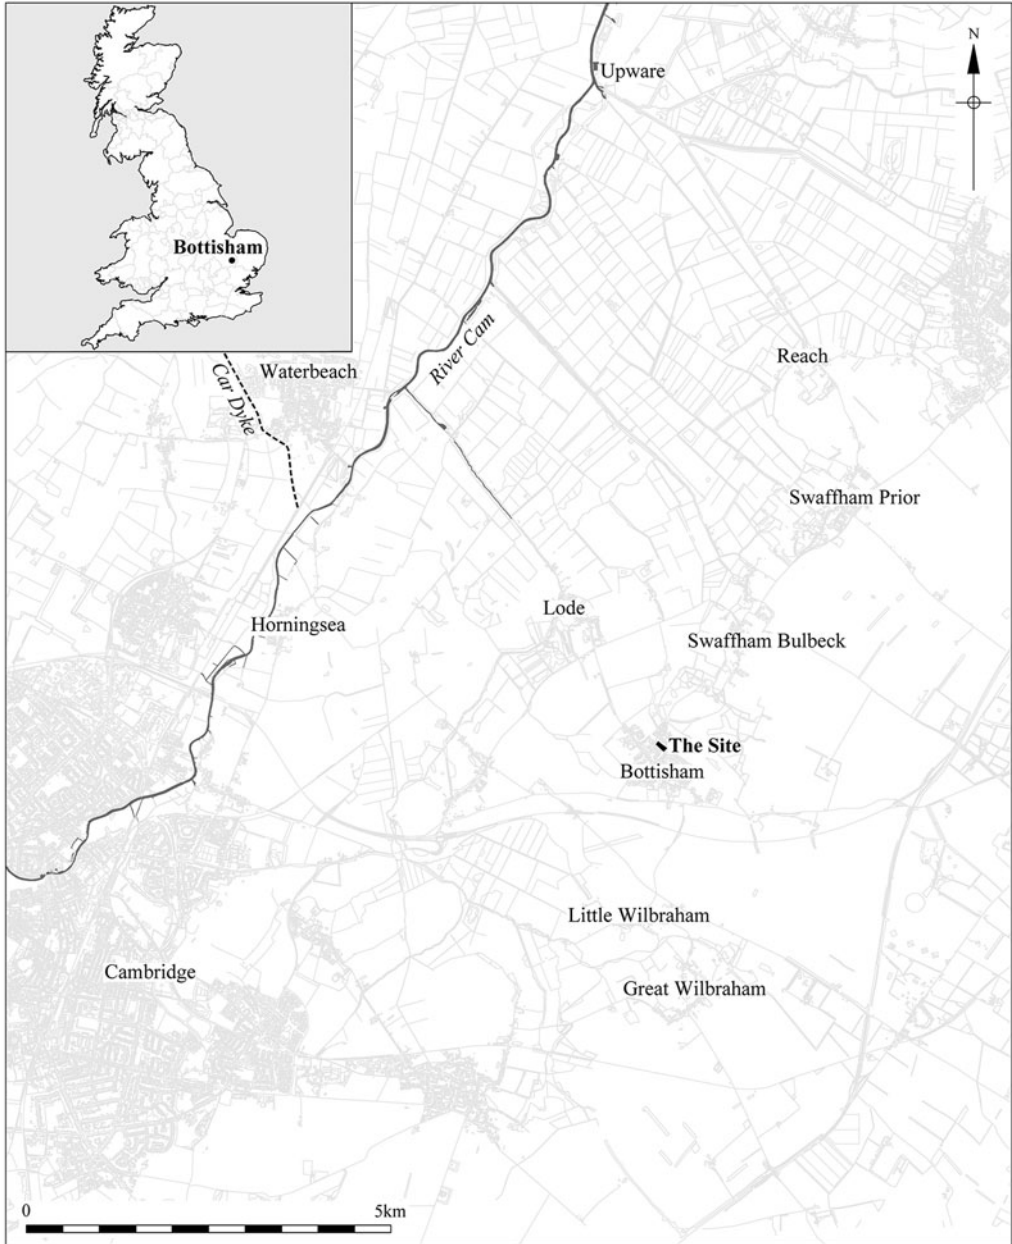 N
Upware
Bottisham
River Cam
Reach
Waterbeach
Car Dyke
Swaffham Prior
Lode
Horningsea
Swaffham Bulbeck
The Site
Bottisham
Little Wilbraham
Cambridge
Great Wilbraham
0 5km